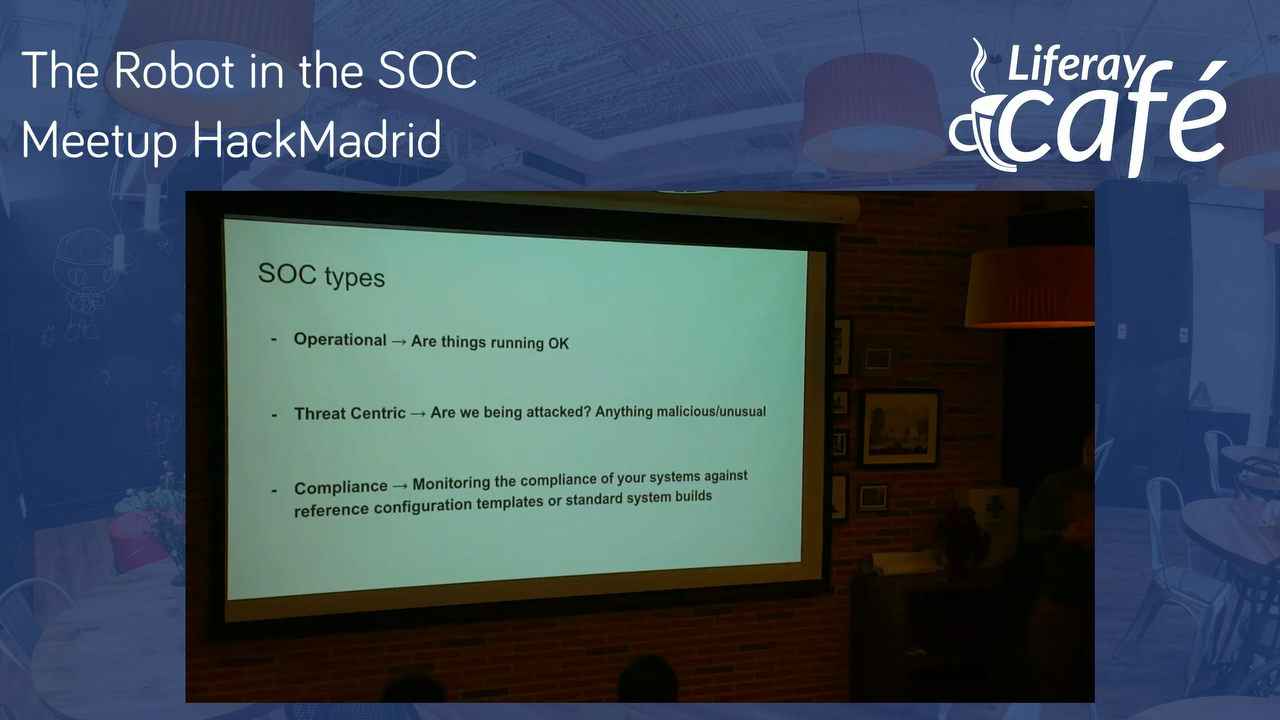 The Robot in the SOC
Meetup HackMadrid
Liferay
café
SOC types
- Operational → Are things running OK
- Threat Centric → Are we being attacked? Anything malicious/unusual
- Compliance → Monitoring the compliance of your systems against
reference configuration templates or standard system builds